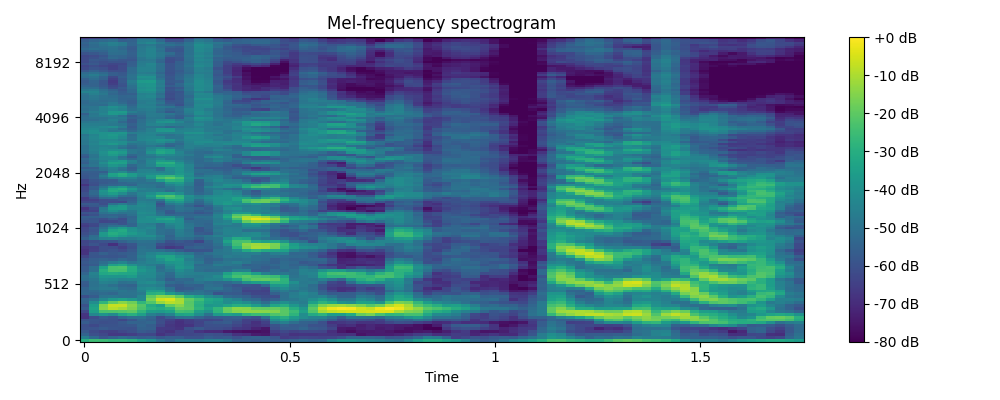 Mel-frequency spectrogram
Hz
8192
4096
2048
1024
512
0
0
0.5
1
1.5
Time
+0 dB
-10 dB
-20 dB
-30 dB
-40 dB
-50 dB
-60 dB
-70 dB
-80 dB